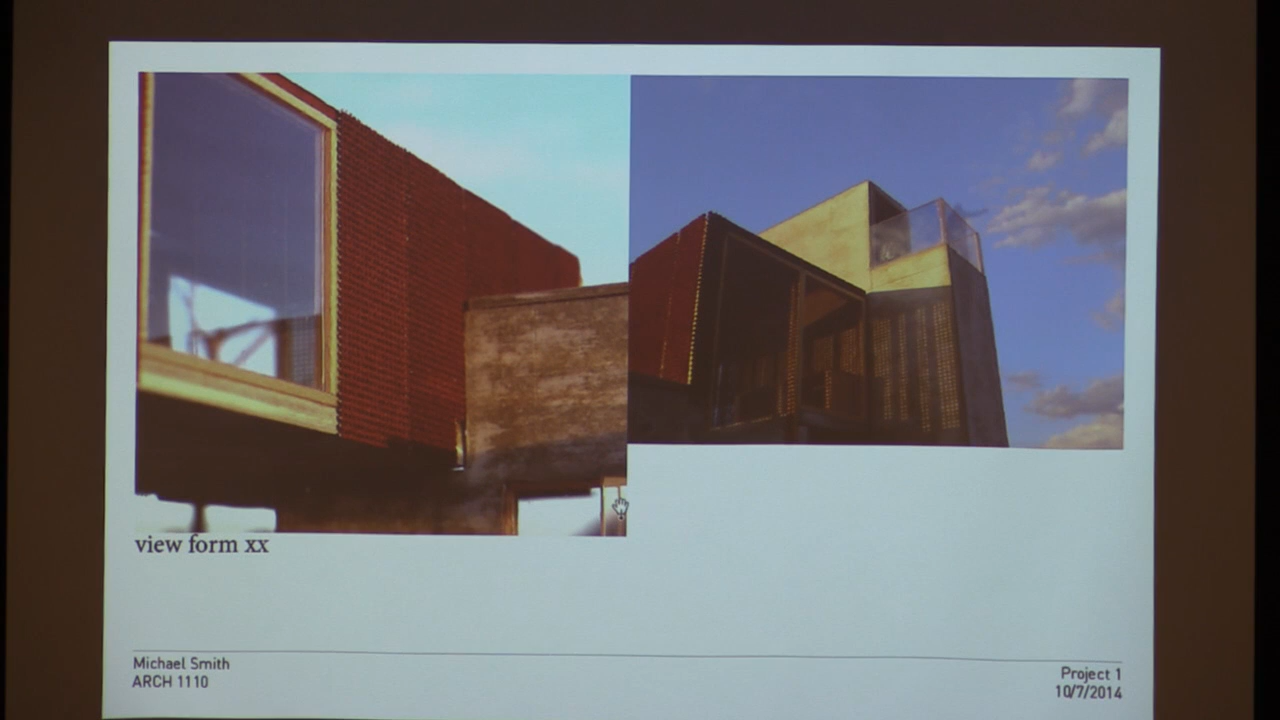 view form xx
Michael Smith
ARCH 1110
Project 1
10/7/2014